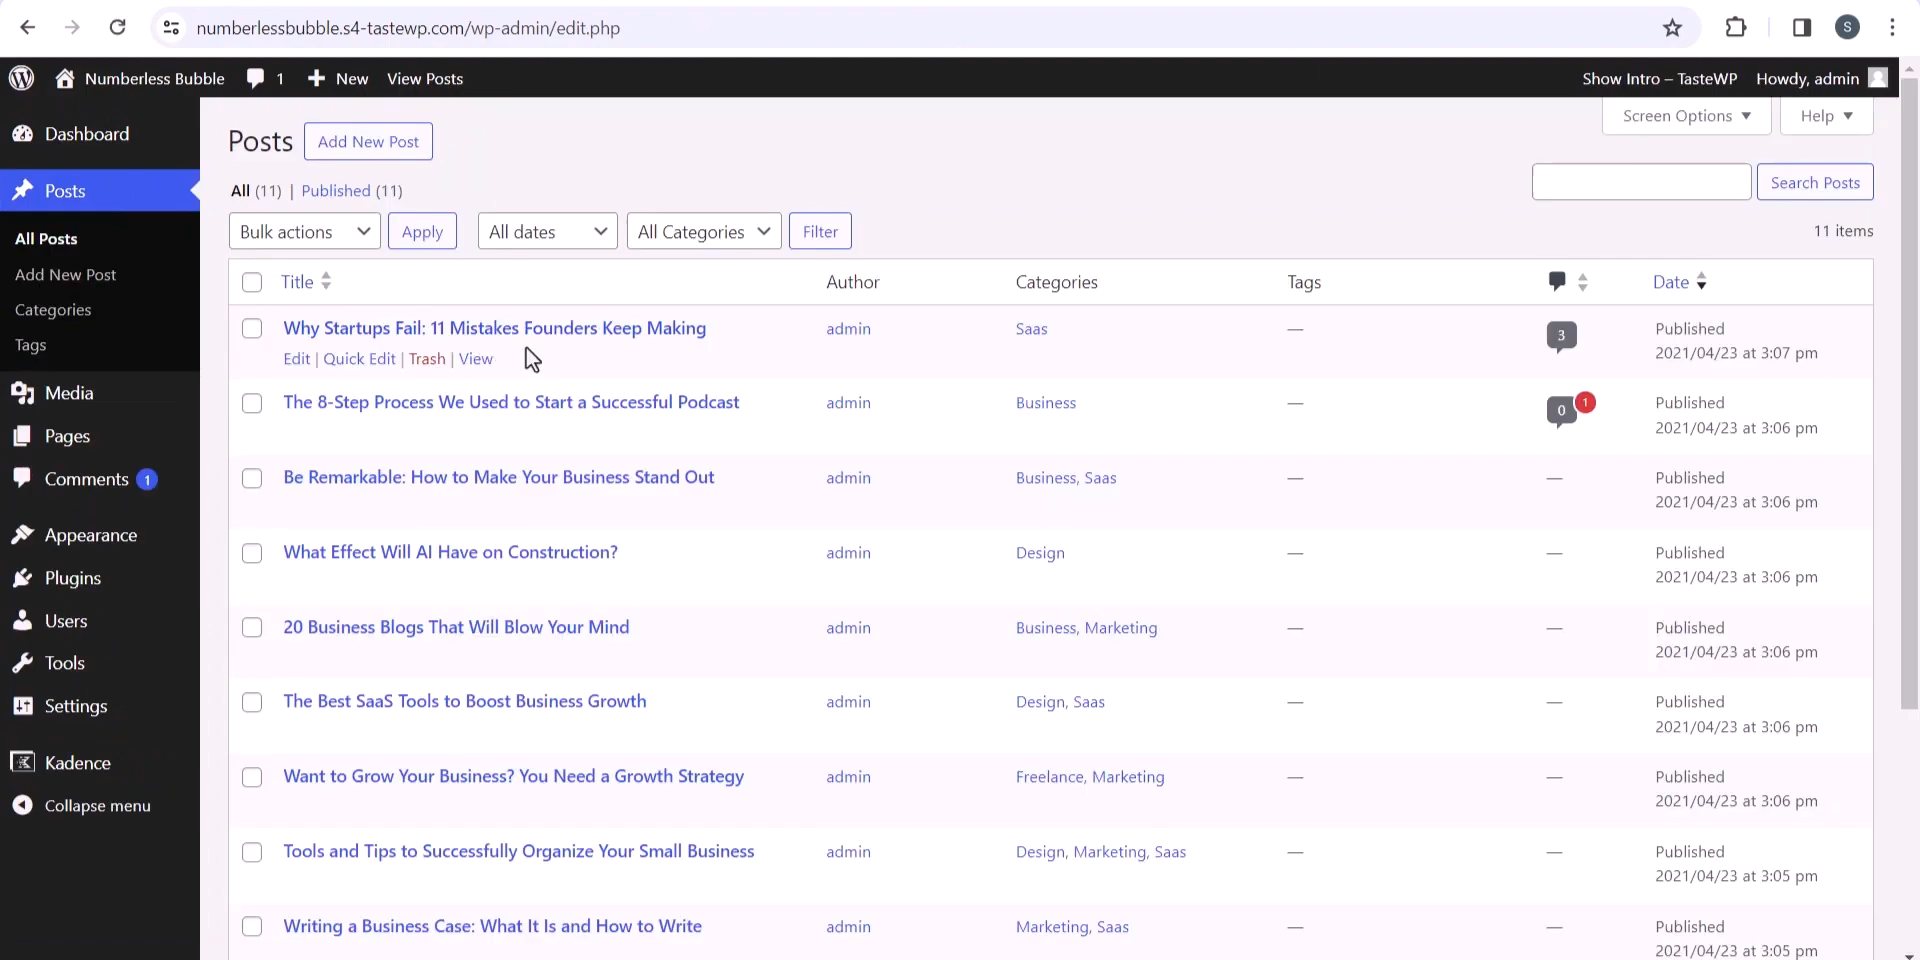 numberlessbubble.s4-tastewp.com/wp-admin/edit.php
S
Numberless Bubble 1 New View Posts Show Intro – TasteWP Howdy, admin
Dashboard
Posts
All Posts
Add New Post
Categories
Tags
Media
Pages
Comments 1
Appearance
Plugins
Users
Tools
Settings
Kadence
Collapse menu
Screen Options Help
Posts Add New Post
All (11) | Published (11)
Search Posts
Bulk actions Apply All dates All Categories Filter 11 items
Title Author Categories Tags Date
Why Startups Fail: 11 Mistakes Founders Keep Making admin Saas — 3 Published
Edit | Quick Edit | Trash | View 2021/04/23 at 3:07 pm
The 8-Step Process We Used to Start a Successful Podcast admin Business — 0 1 Published
2021/04/23 at 3:06 pm
Be Remarkable: How to Make Your Business Stand Out admin Business, Saas — — Published
2021/04/23 at 3:06 pm
What Effect Will AI Have on Construction? admin Design — — Published
2021/04/23 at 3:06 pm
20 Business Blogs That Will Blow Your Mind admin Business, Marketing — — Published
2021/04/23 at 3:06 pm
The Best SaaS Tools to Boost Business Growth admin Design, Saas — — Published
2021/04/23 at 3:06 pm
Want to Grow Your Business? You Need a Growth Strategy admin Freelance, Marketing — — Published
2021/04/23 at 3:06 pm
Tools and Tips to Successfully Organize Your Small Business admin Design, Marketing, Saas — — Published
2021/04/23 at 3:05 pm
Writing a Business Case: What It Is and How to Write admin Marketing, Saas — — Published
2021/04/23 at 3:05 pm